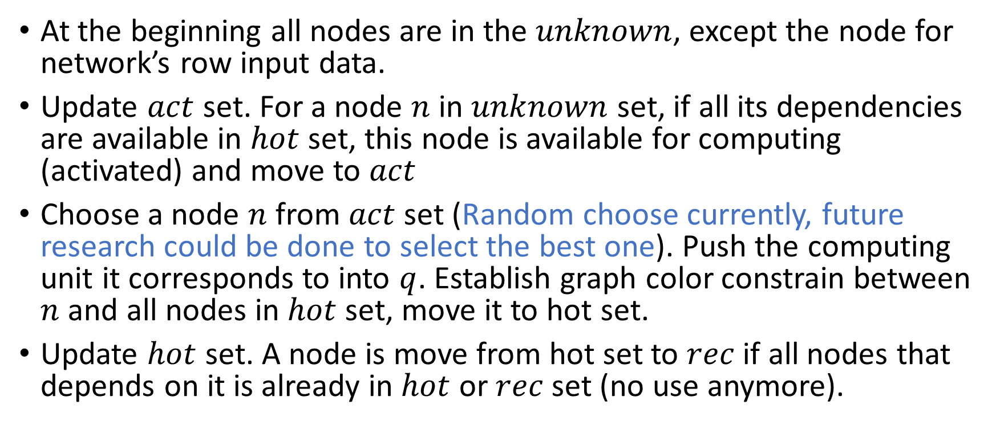 • At the beginning all nodes are in the unknown, except the node for
network’s row input data.
• Update act set. For a node n in unknown set, if all its dependencies
are available in hot set, this node is available for computing
(activated) and move to act
• Choose a node n from act set (Random choose currently, future
research could be done to select the best one). Push the computing
unit it corresponds to into q. Establish graph color constrain between
n and all nodes in hot set, move it to hot set.
• Update hot set. A node is move from hot set to rec if all nodes that
depends on it is already in hot or rec set (no use anymore).